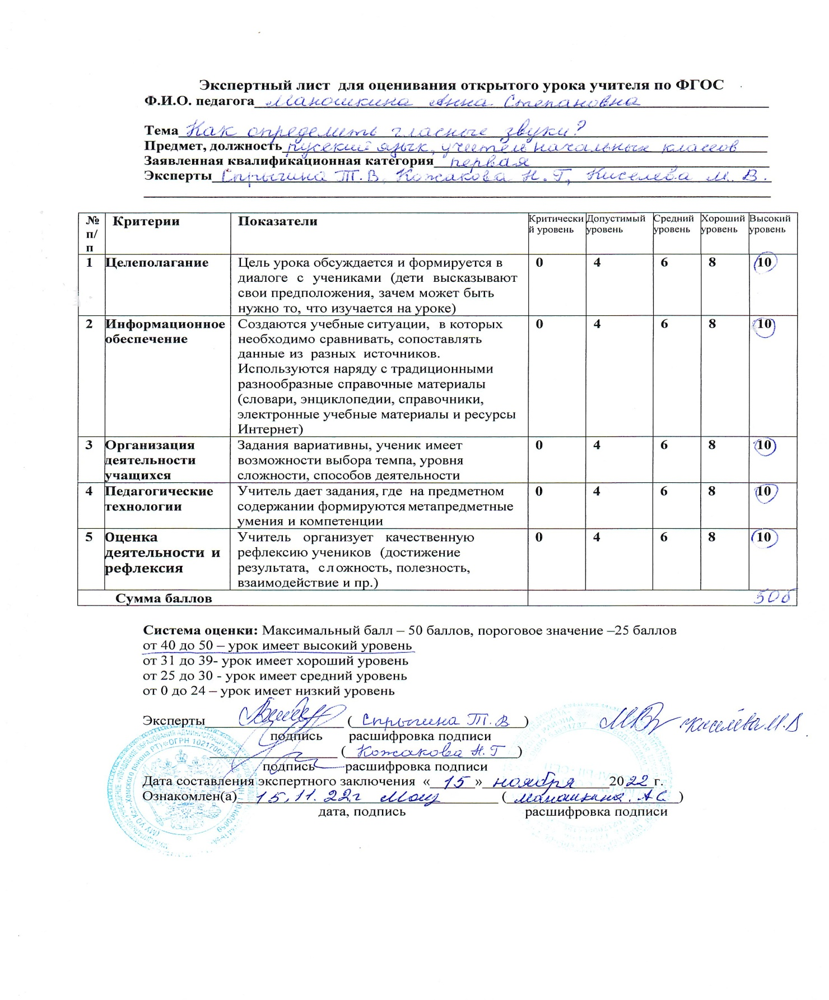 Экспертный лист для оценивания открытого урока учителя по ФГОС
Ф.И.О. педагога Маношкина Анна Степановна
Тема Как определить гласные звуки?
Предмет, должность русский язык, учитель начальных классов
Заявленная квалификационная категория первая
Эксперты Спрыгина Т.В, Кожакова Н.Г, Киселева М.В.
№ п/п Критерии Показатели Критический уровень Допустимый уровень Средний уровень Хороший уровень Высокий уровень
1 Целеполагание Цель урока обсуждается и формируется в 0 4 6 8 10
диалоге с учениками (дети высказывают
свои предположения, зачем может быть
нужно то, что изучается на уроке)
2 Информационное Создаются учебные ситуации, в которых 0 4 6 8 10
обеспечение необходимо сравнивать, сопоставлять
данные из разных источников.
Используются наряду с традиционными
разнообразные справочные материалы
(словари, энциклопедии, справочники,
электронные учебные материалы и ресурсы
Интернет)
3 Организация Задания вариативны, ученик имеет 0 4 6 8 10
деятельности возможности выбора темпа, уровня
учащихся сложности, способов деятельности
4 Педагогические Учитель дает задания, где на предметном 0 4 6 8 10
технологии содержании формируются метапредметные
умения и компетенции
5 Оценка Учитель организует качественную 0 4 6 8 10
деятельности и рефлексию учеников (достижение
рефлексия результата, сложность, полезность,
взаимодействие и пр.)
Сумма баллов 50б
Система оценки: Максимальный балл – 50 баллов, пороговое значение –25 баллов
от 40 до 50 – урок имеет высокий уровень
от 31 до 39- урок имеет хороший уровень
от 25 до 30 - урок имеет средний уровень
от 0 до 24 – урок имеет низкий уровень
Эксперты (Спрыгина Т.В) Киселёва М.В
подпись расшифровка подписи
(Кожакова Н.Г)
подпись расшифровка подписи
Дата составления экспертного заключения «15» ноября 2022 г.
Ознакомлен(а) 15.11.22г (Маношкина А С)
дата, подпись расшифровка подписи